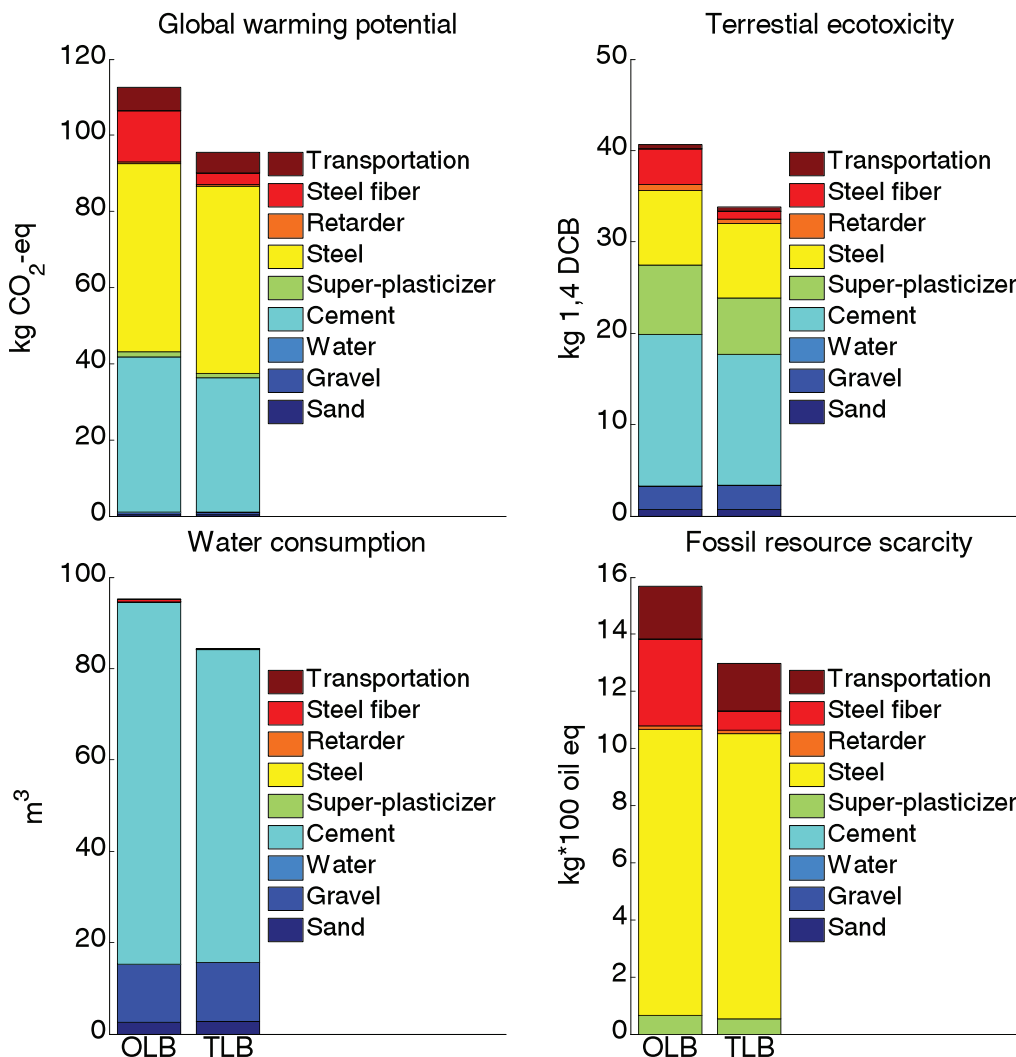 Global warming potential
120
100
80
60
40
20
0
kg CO2-eq
Transportation
Steel fiber
Retarder
Steel
Super-plasticizer
Cement
Water
Gravel
Sand
Terrestial ecotoxicity
50
40
30
20
10
0
kg 1,4 DCB
Transportation
Steel fiber
Retarder
Steel
Super-plasticizer
Cement
Water
Gravel
Sand
Water consumption
100
80
60
40
20
0
m³
Transportation
Steel fiber
Retarder
Steel
Super-plasticizer
Cement
Water
Gravel
Sand
OLB TLB
Fossil resource scarcity
16
14
12
10
8
6
4
2
0
kg*100 oil eq
Transportation
Steel fiber
Retarder
Steel
Super-plasticizer
Cement
Water
Gravel
Sand
OLB TLB